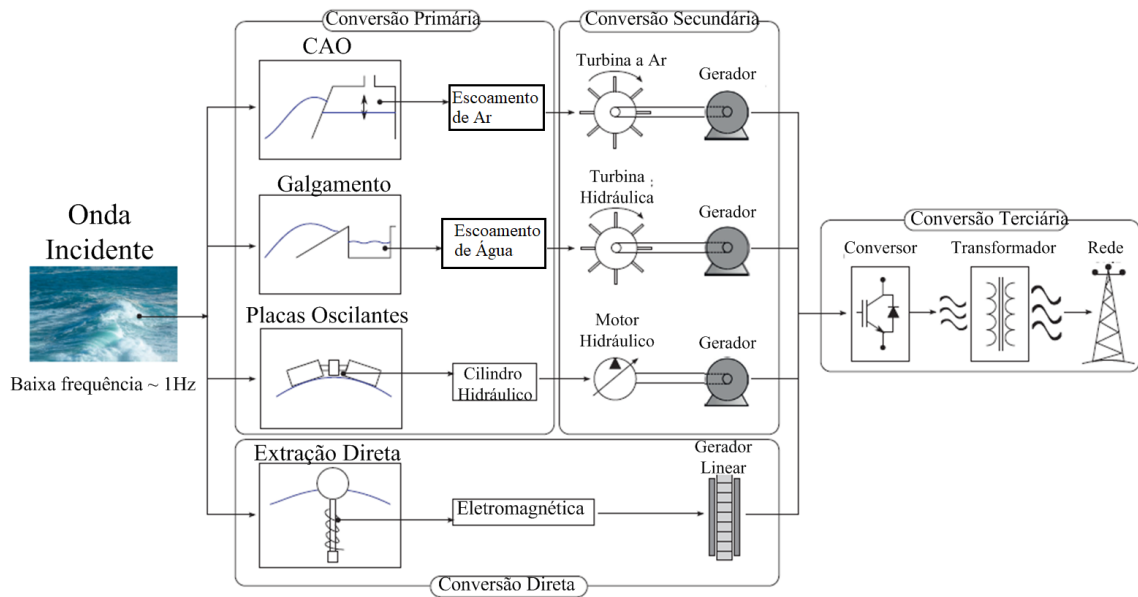 Conversão Primária
Conversão Secundária
CAO
Escoamento
de Ar
Turbina a Ar
Gerador
Galgamento
Escoamento
de Água
Turbina
Hidráulica
Gerador
Onda
Incidente
Baixa frequência ~ 1Hz
Placas Oscilantes
Cilindro
Hidráulico
Motor
Hidráulico
Gerador
Extração Direta
Eletromagnética
Gerador
Linear
Conversão Direta
Conversão Terciária
Conversor
Transformador
Rede